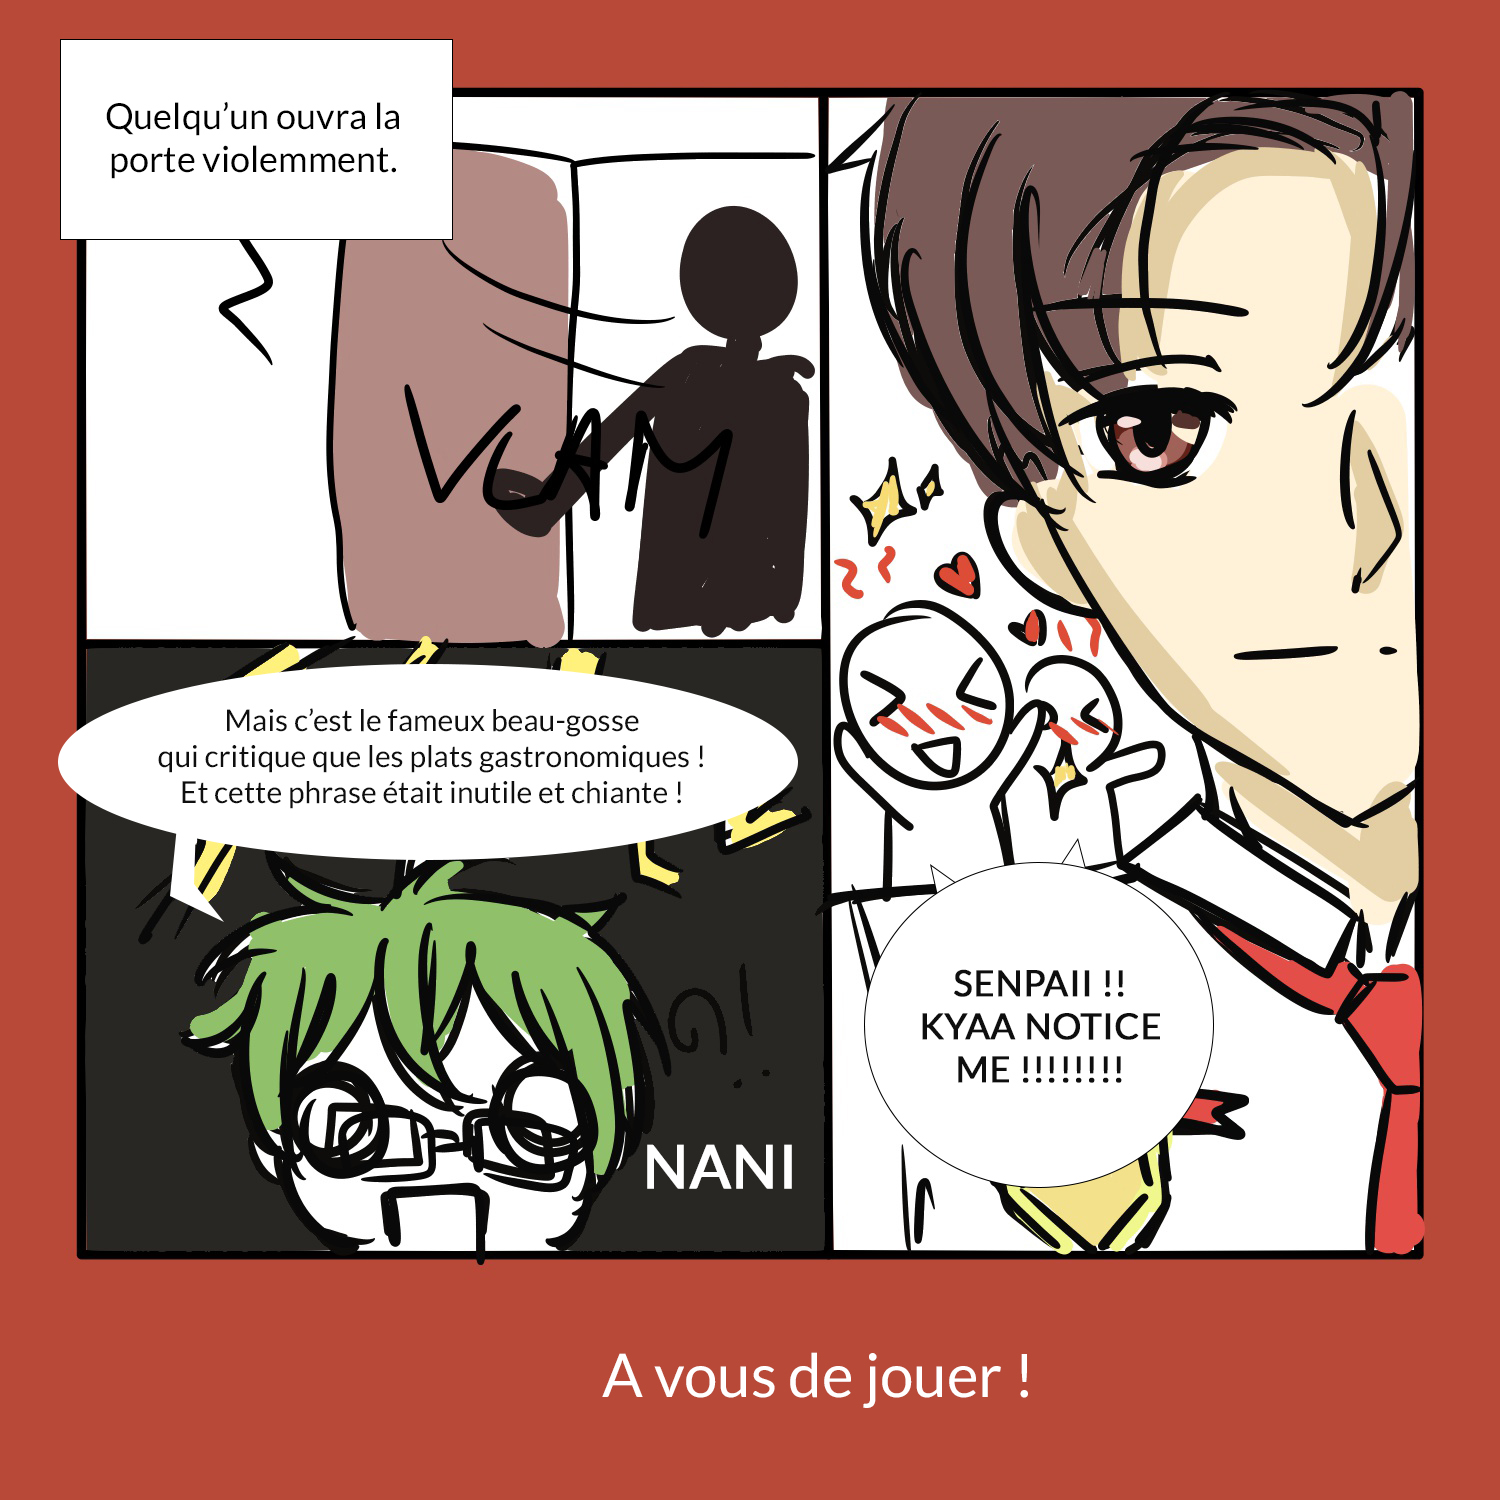 Quelqu’un ouvra la
porte violemment.
VLAM
Mais c’est le fameux beau-gosse
qui critique que les plats gastronomiques !
Et cette phrase était inutile et chiante !
NANI
SENPAII !!
KYAA NOTICE
ME !!!!!!!!
A vous de jouer !